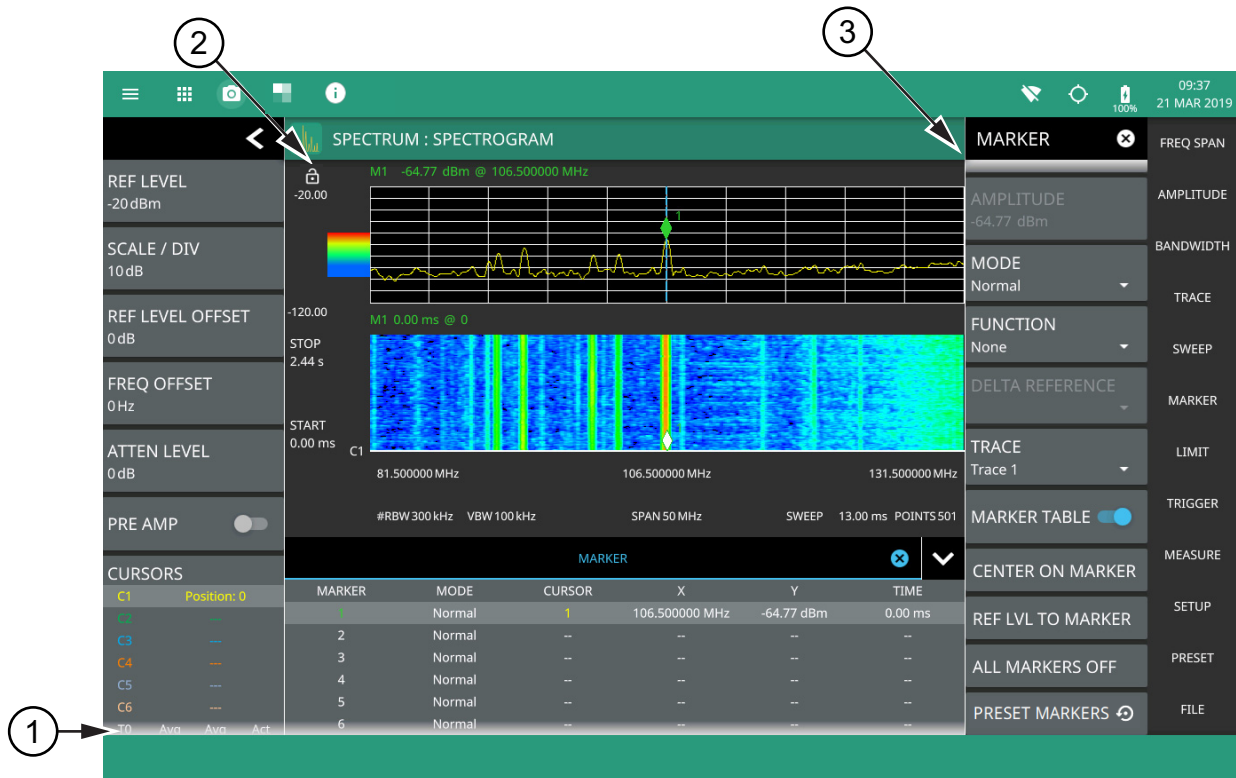 2
3
09:37
100%
21 MAR 2019
SPECTRUM : SPECTROGRAM
MARKER
FREQ SPAN
AMPLITUDE
BANDWIDTH
TRACE
SWEEP
MARKER
LIMIT
TRIGGER
MEASURE
SETUP
PRESET
FILE
REF LEVEL
-20 dBm
SCALE / DIV
10 dB
REF LEVEL OFFSET
0 dB
FREQ OFFSET
0 Hz
ATTEN LEVEL
0 dB
PRE AMP
CURSORS
C1 Position: 0
C2 ---
C3 ---
C4 ---
C5 ---
C6 ---
T0 Avg Avg Act
1
M1 -64.77 dBm @ 106.500000 MHz
-20.00
1
-120.00
M1 0.00 ms @ 0
STOP
2.44 s
START
0.00 ms
C1
81.500000 MHz 106.500000 MHz 131.500000 MHz
#RBW 300 kHz VBW 100 kHz SPAN 50 MHz SWEEP 13.00 ms POINTS 501
MARKER
MARKER MODE CURSOR X Y TIME
1 Normal 1 106.500000 MHz -64.77 dBm 0.00 ms
2 Normal -- -- -- --
3 Normal -- -- -- --
4 Normal -- -- -- --
5 Normal -- -- -- --
6 Normal -- -- -- --
AMPLITUDE
-64.77 dBm
MODE
Normal
FUNCTION
None
DELTA REFERENCE
TRACE
Trace 1
MARKER TABLE
CENTER ON MARKER
REF LVL TO MARKER
ALL MARKERS OFF
PRESET MARKERS